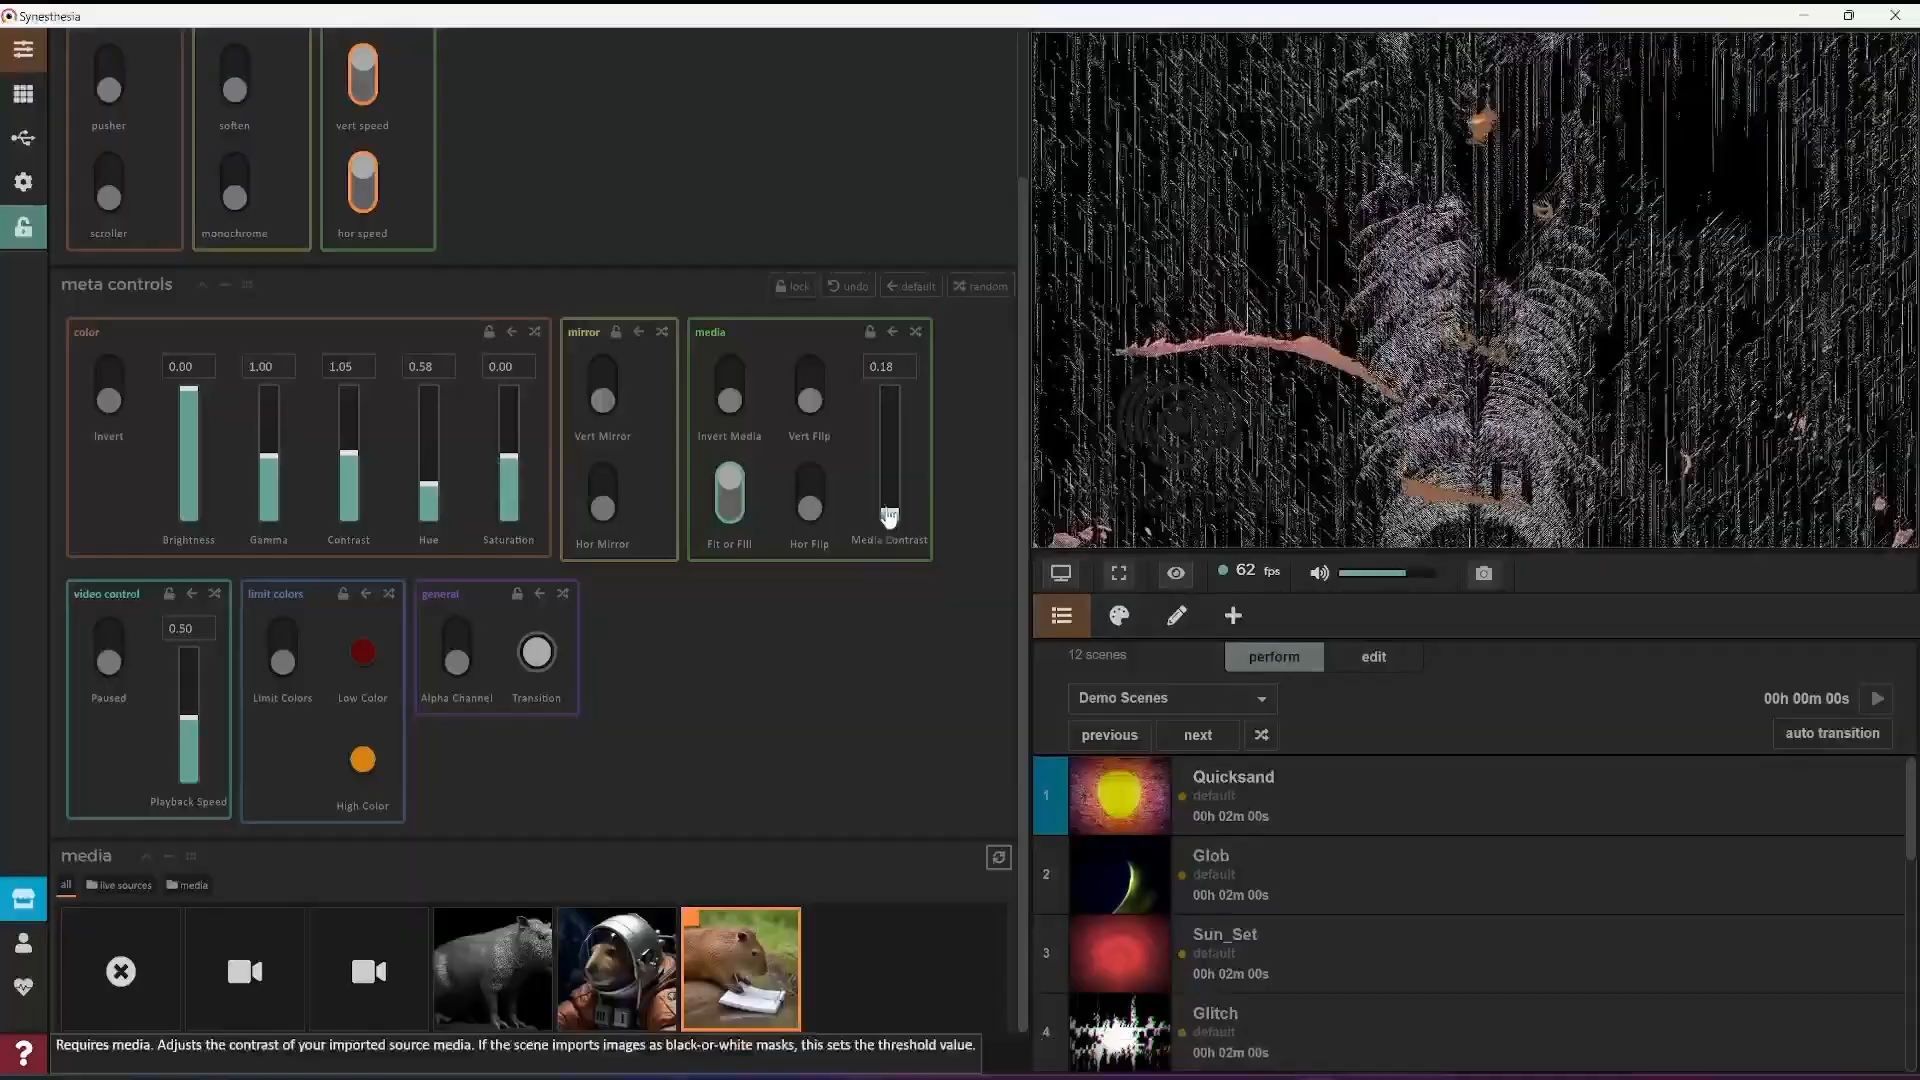 Synesthesia
pusher
soften
vert speed
scroller
monochrome
hor speed
meta controls
lock
undo
default
random
color
mirror
media
0.00
1.00
1.05
0.58
0.00
0.18
Invert
Vert Mirror
Invert Media
Vert Flip
Brightness
Gamma
Contrast
Hue
Saturation
Hor Mirror
Fit or Fill
Hor Flip
Media Contrast
video control
limit colors
general
0.50
Paused
Limit Colors
Low Color
Alpha Channel
Transition
Playback Speed
High Color
media
all
live sources
media
Requires media. Adjusts the contrast of your imported source media. If the scene imports images as black-or-white masks, this sets the threshold value.
62 fps
12 scenes
perform
edit
Demo Scenes
00h 00m 00s
previous
next
auto transition
1
Quicksand
default
00h 02m 00s
2
Glob
default
00h 02m 00s
3
Sun_Set
default
00h 02m 00s
4
Glitch
default
00h 02m 00s
?